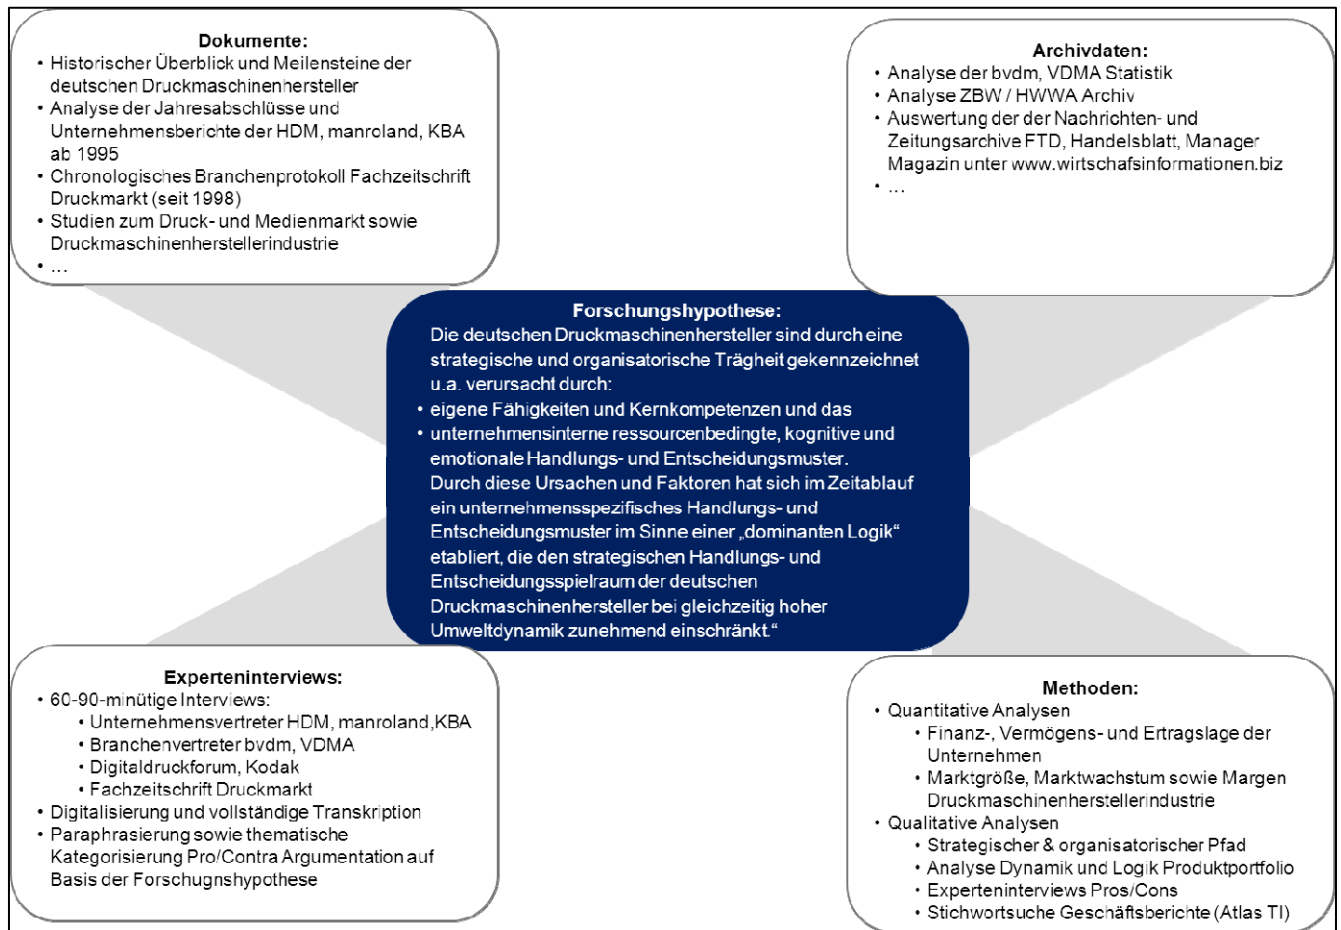 Dokumente:
• Historischer Überblick und Meilensteine der
deutschen Druckmaschinenhersteller
• Analyse der Jahresabschlüsse und
Unternehmensberichte der HDM, manroland, KBA
ab 1995
• Chronologisches Branchenprotokoll Fachzeitschrift
Druckmarkt (seit 1998)
• Studien zum Druck- und Medienmarkt sowie
Druckmaschinenherstellerindustrie
• ...
Archivdaten:
• Analyse der bvdm, VDMA Statistik
• Analyse ZBW / HWWA Archiv
• Auswertung der der Nachrichten- und
Zeitungsarchive FTD, Handelsblatt, Manager
Magazin unter www.wirtschafsinformationen.biz
• ...
Forschungshypothese:
Die deutschen Druckmaschinenhersteller sind durch eine
strategische und organisatorische Trägheit gekennzeichnet
u.a. verursacht durch:
• eigene Fähigkeiten und Kernkompetenzen und das
• unternehmensinterne ressourcenbedingte, kognitive und
emotionale Handlungs- und Entscheidungsmuster.
Durch diese Ursachen und Faktoren hat sich im Zeitablauf
ein unternehmensspezifisches Handlungs- und
Entscheidungsmuster im Sinne einer „dominanten Logik“
etabliert, die den strategischen Handlungs- und
Entscheidungsspielraum der deutschen
Druckmaschinenhersteller bei gleichzeitig hoher
Umweltdynamik zunehmend einschränkt.“
Experteninterviews:
• 60-90-minütige Interviews:
• Unternehmensvertreter HDM, manroland,KBA
• Branchenvertreter bvdm, VDMA
• Digitaldruckforum, Kodak
• Fachzeitschrift Druckmarkt
• Digitalisierung und vollständige Transkription
• Paraphrasierung sowie thematische
Kategorisierung Pro/Contra Argumentation auf
Basis der Forschugnshypothese
Methoden:
• Quantitative Analysen
• Finanz-, Vermögens- und Ertragslage der
Unternehmen
• Marktgröße, Marktwachstum sowie Margen
Druckmaschinenherstellerindustrie
• Qualitative Analysen
• Strategischer & organisatorischer Pfad
• Analyse Dynamik und Logik Produktportfolio
• Experteninterviews Pros/Cons
• Stichwortsuche Geschäftsberichte (Atlas TI)